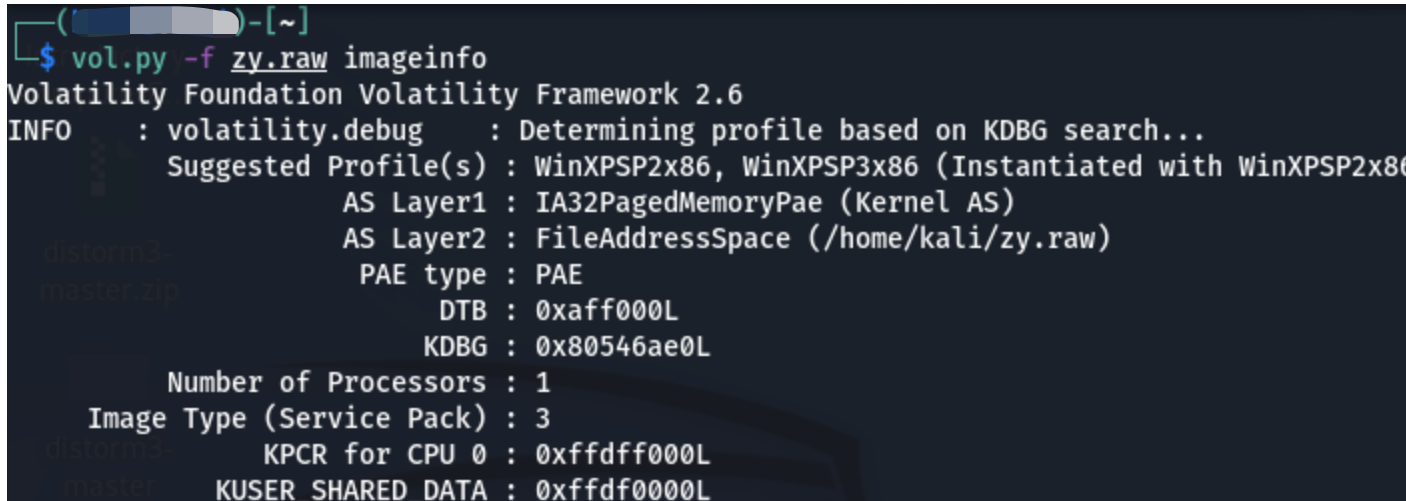 ┌──(          )-[~]
└─$ vol.py -f zy.raw imageinfo
Volatility Foundation Volatility Framework 2.6
INFO    : volatility.debug    : Determining profile based on KDBG search...
          Suggested Profile(s) : WinXPSP2x86, WinXPSP3x86 (Instantiated with WinXPSP2x86
                     AS Layer1 : IA32PagedMemoryPae (Kernel AS)
                     AS Layer2 : FileAddressSpace (/home/kali/zy.raw)
                      PAE type : PAE
                           DTB : 0xaff000L
                          KDBG : 0x80546ae0L
          Number of Processors : 1
     Image Type (Service Pack) : 3
                KPCR for CPU 0 : 0xffdff000L
             KUSER_SHARED_DATA : 0xffdf0000L
distorm3-
master.zip
distorm3-
master